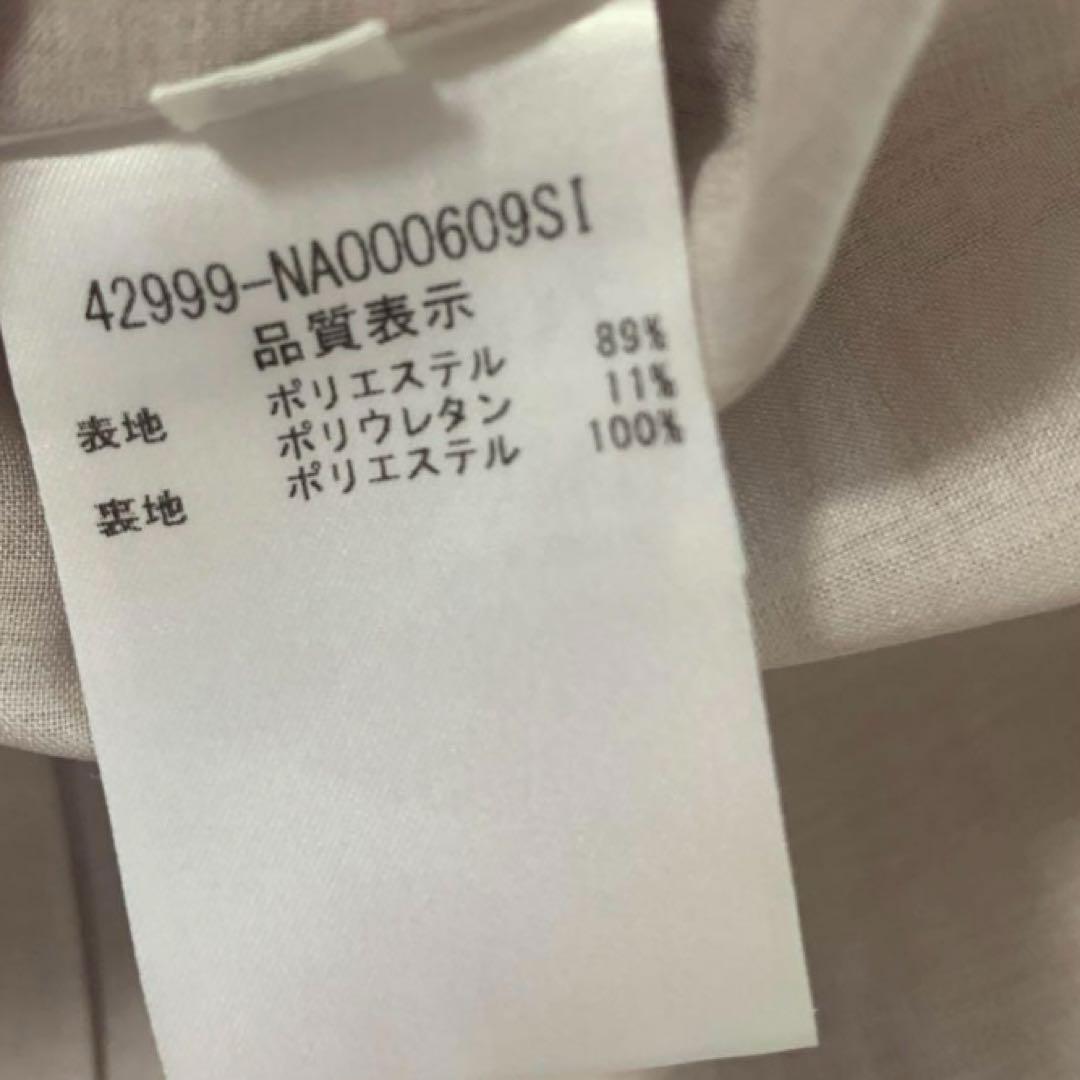 42999-NA000609SI
品質表示
表地 ポリエステル 89%
ポリウレタン 11%
裏地 ポリエステル 100%